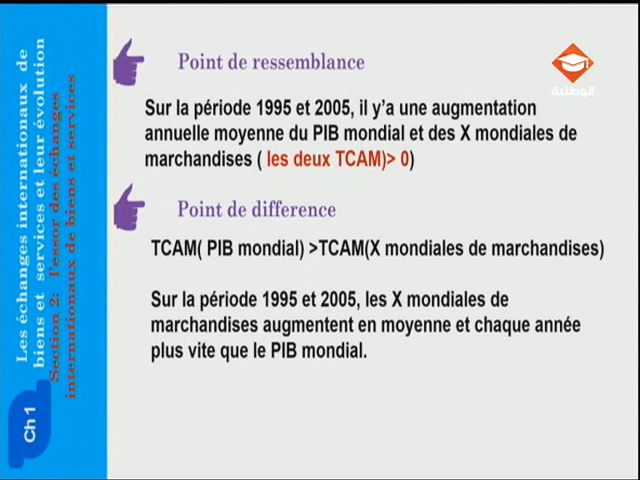 Les échanges internationaux de
biens et services et leur évolution
Section 2: l'essor des échanges
internationaux de biens et services
Ch 1
Point de ressemblance
الوطنية
Sur la période 1995 et 2005, il y'a une augmentation
annuelle moyenne du PIB mondial et des X mondiales de
marchandises ( les deux TCAM)> 0)
Point de difference
TCAM( PIB mondial) >TCAM(X mondiales de marchandises)
Sur la période 1995 et 2005, les X mondiales de
marchandises augmentent en moyenne et chaque année
plus vite que le PIB mondial.